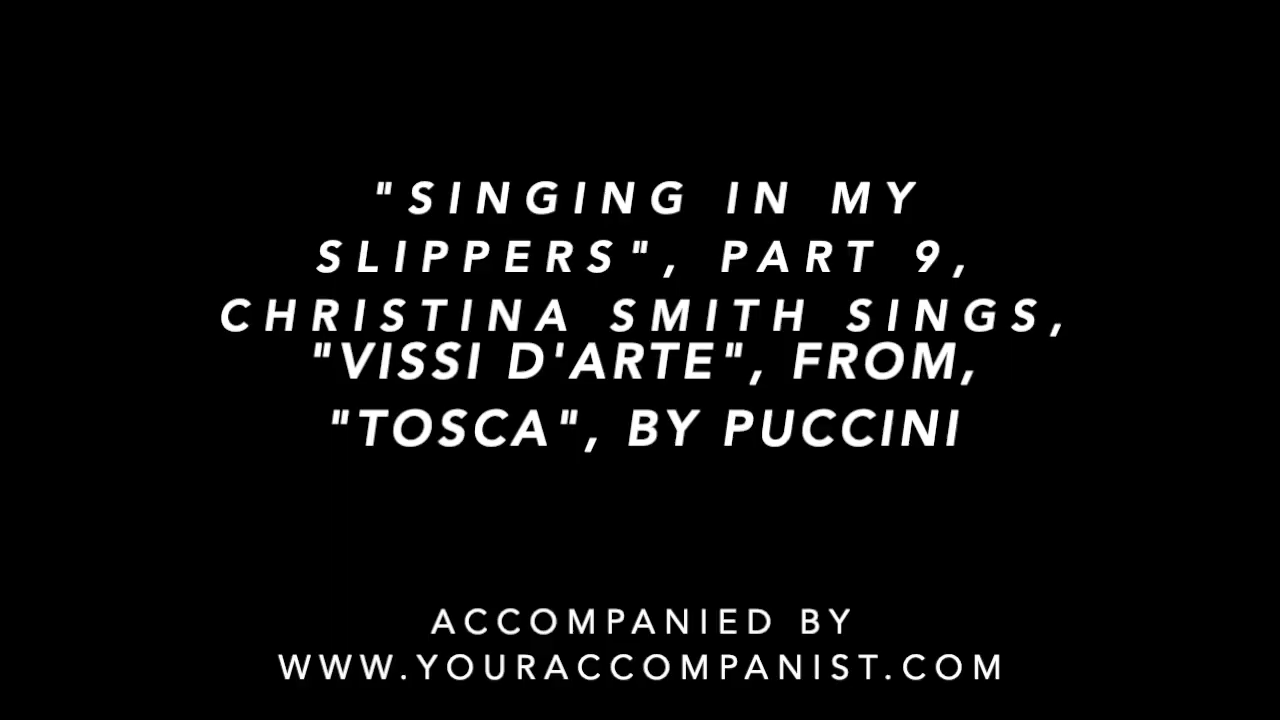 "SINGING IN MY
SLIPPERS", PART 9,
CHRISTINA SMITH SINGS,
"VISSI D'ARTE", FROM,
"TOSCA", BY PUCCINI
ACCOMPANIED BY
WWW.YOURACCOMPANIST.COM